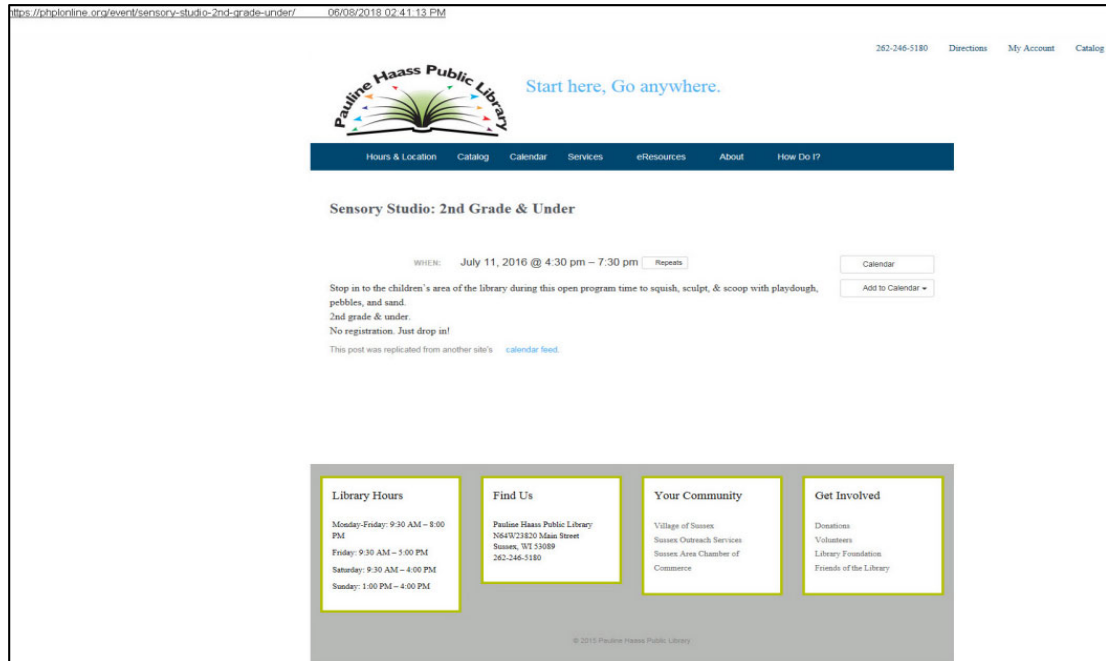 https://phplonline.org/event/sensory-studio-2nd-grade-under/ 06/08/2018 02:41:13 PM
262-246-5180 Directions My Account Catalog
Pauline Haass Public Library
Start here, Go anywhere.
Hours & Location Catalog Calendar Services eResources About How Do I?
Sensory Studio: 2nd Grade & Under
WHEN: July 11, 2016 @ 4:30 pm – 7:30 pm Repeats
Calendar
Add to Calendar
Stop in to the children's area of the library during this open program time to squish, sculpt, & scoop with playdough,
pebbles, and sand.
2nd grade & under.
No registration. Just drop in!
This post was replicated from another site's calendar feed.
Library Hours
Monday-Friday: 9:30 AM – 8:00
PM
Friday: 9:30 AM – 5:00 PM
Saturday: 9:30 AM – 4:00 PM
Sunday: 1:00 PM – 4:00 PM
Find Us
Pauline Haass Public Library
N64W23820 Main Street
Sussex, WI 53089
262-246-5180
Your Community
Village of Sussex
Sussex Outreach Services
Sussex Area Chamber of
Commerce
Get Involved
Donations
Volunteers
Library Foundation
Friends of the Library
© 2015 Pauline Haass Public Library